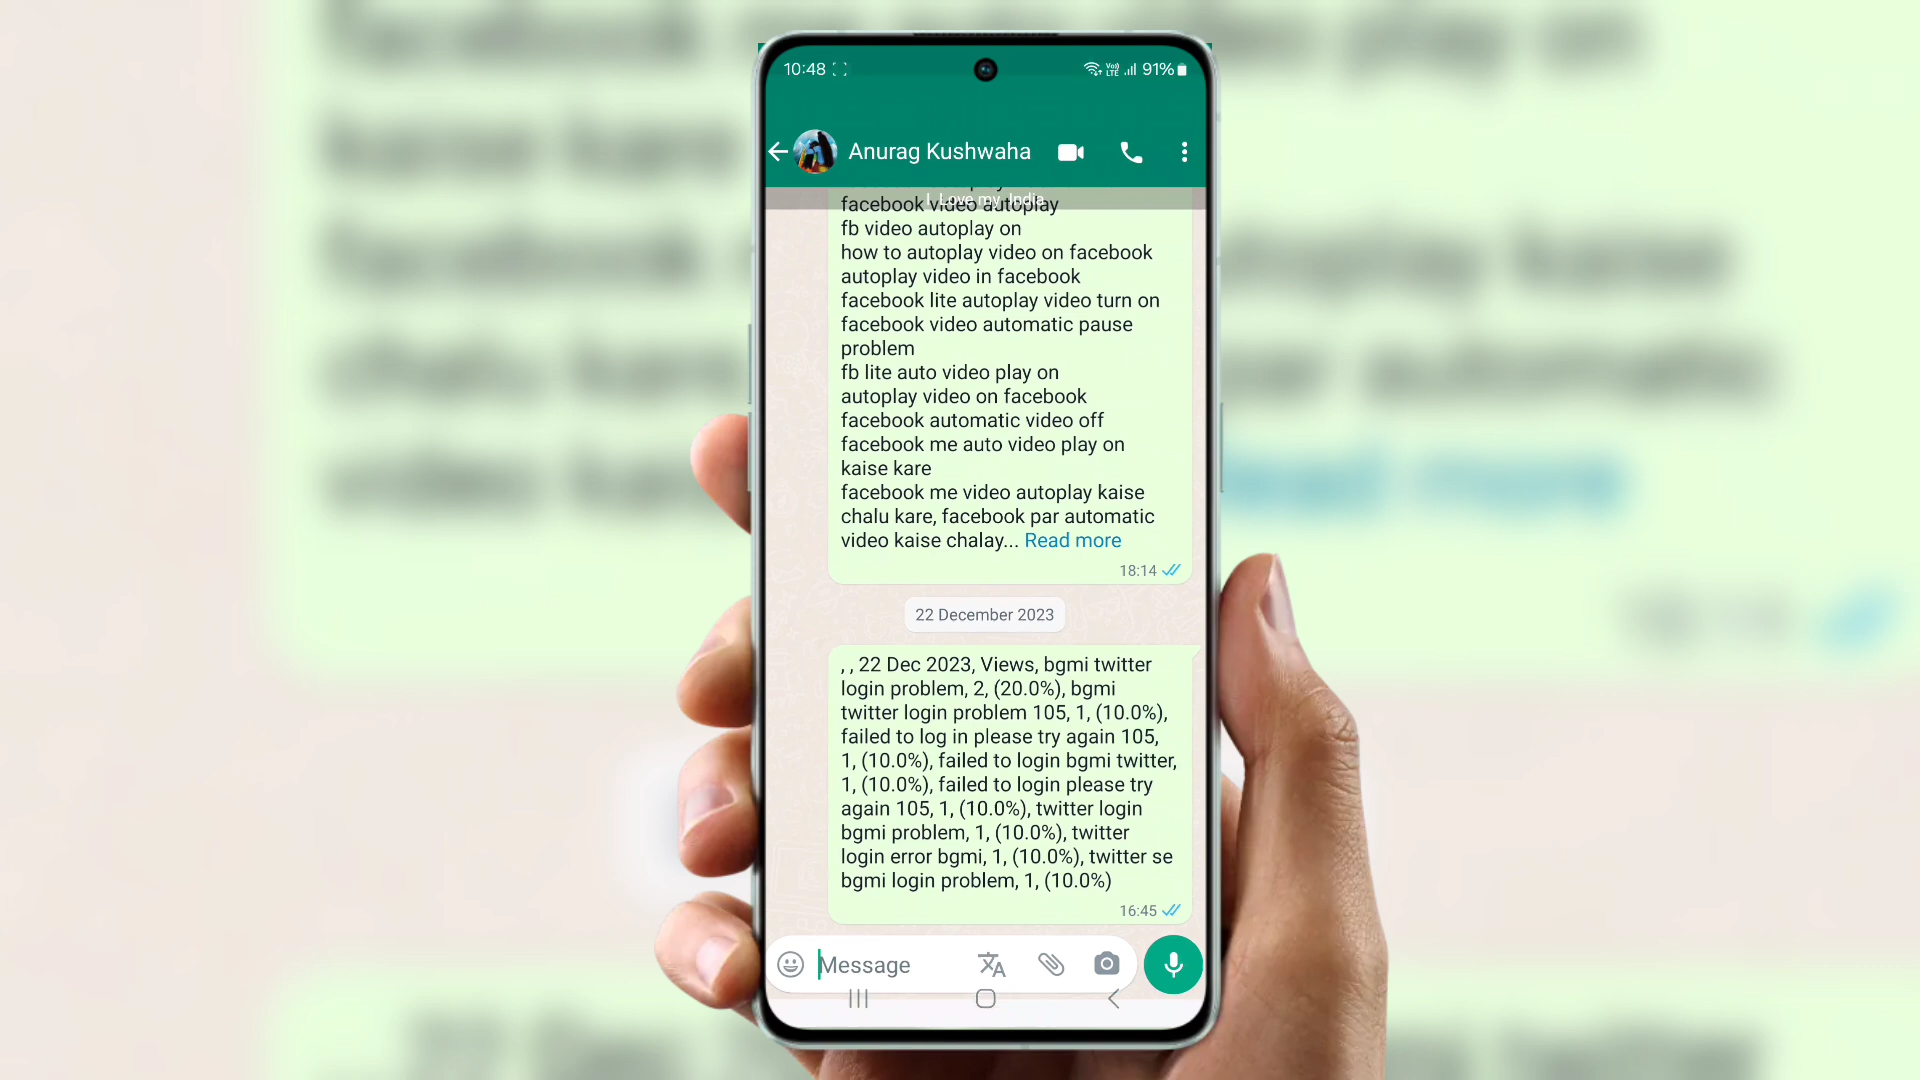 10:48
Vo))
LTE
91%
Anurag Kushwaha
I Love my India
facebook video autoplay
fb video autoplay on
how to autoplay video on facebook
autoplay video in facebook
facebook lite autoplay video turn on
facebook video automatic pause
problem
fb lite auto video play on
autoplay video on facebook
facebook automatic video off
facebook me auto video play on
kaise kare
facebook me video autoplay kaise
chalu kare, facebook par automatic
video kaise chalay... Read more
18:14
22 December 2023
, , 22 Dec 2023, Views, bgmi twitter
login problem, 2, (20.0%), bgmi
twitter login problem 105, 1, (10.0%),
failed to log in please try again 105,
1, (10.0%), failed to login bgmi twitter,
1, (10.0%), failed to login please try
again 105, 1, (10.0%), twitter login
bgmi problem, 1, (10.0%), twitter
login error bgmi, 1, (10.0%), twitter se
bgmi login problem, 1, (10.0%)
16:45
Message